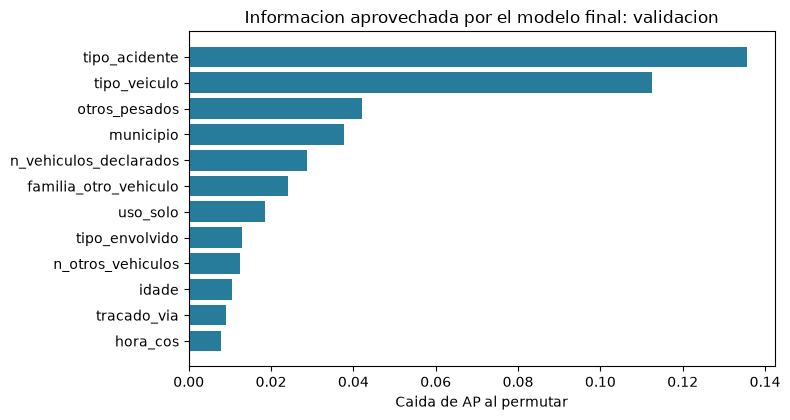 Informacion aprovechada por el modelo final: validacion
tipo_acidente
tipo_veiculo
otros_pesados
municipio
n_vehiculos_declarados
familia_otro_vehiculo
uso_solo
tipo_envolvido
n_otros_vehiculos
idade
tracado_via
hora_cos
0.00 0.02 0.04 0.06 0.08 0.10 0.12 0.14
Caida de AP al permutar